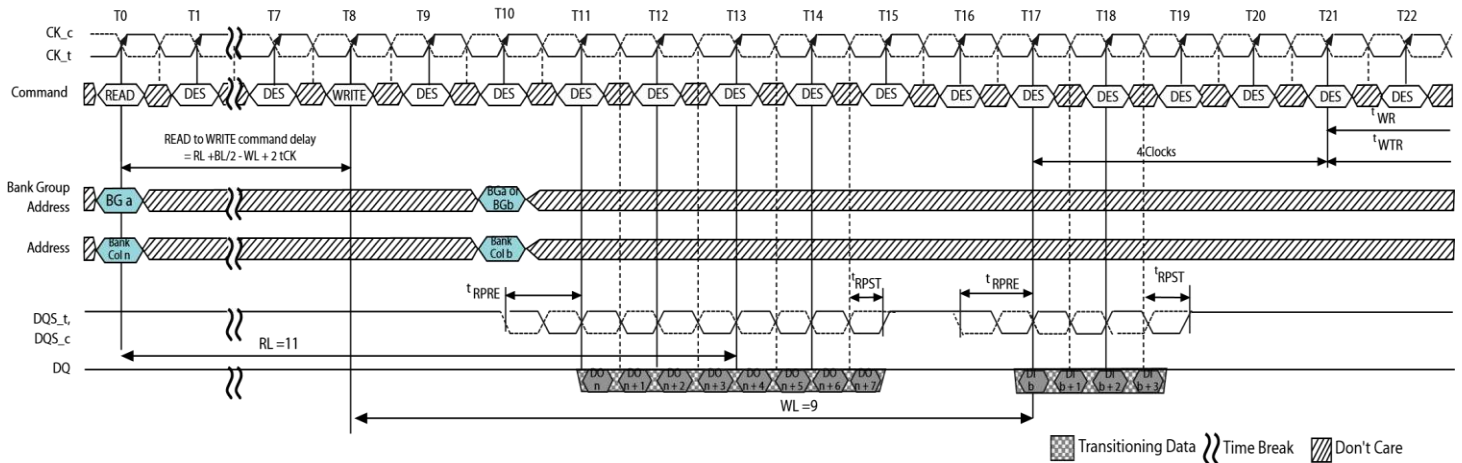 T0 T1 T7 T8 T9 T10 T11 T12 T13 T14 T15 T16 T17 T18 T19 T20 T21 T22
CK_c
CK_t
Command READ DES DES WRITE DES DES DES DES DES DES DES DES DES DES DES DES DES DES
tWR
READ to WRITE command delay
= RL +BL/2 - WL + 2 tCK
4 Clocks
tWTR
Bank Group
Address
BG a
BGa or
BGb
Address
Bank
Col n
Bank
Col b
tRPRE
tRPST
tRPRE
tRPST
DQS_t,
DQS_c
RL =11
DQ
DO
n
DO
n + 1
DO
n + 2
DO
n + 3
DO
n + 4
DO
n + 5
DO
n + 6
DO
n + 7
DI
b
DI
b + 1
DI
b + 2
DI
b + 3
WL =9
Transitioning Data Time Break Don't Care